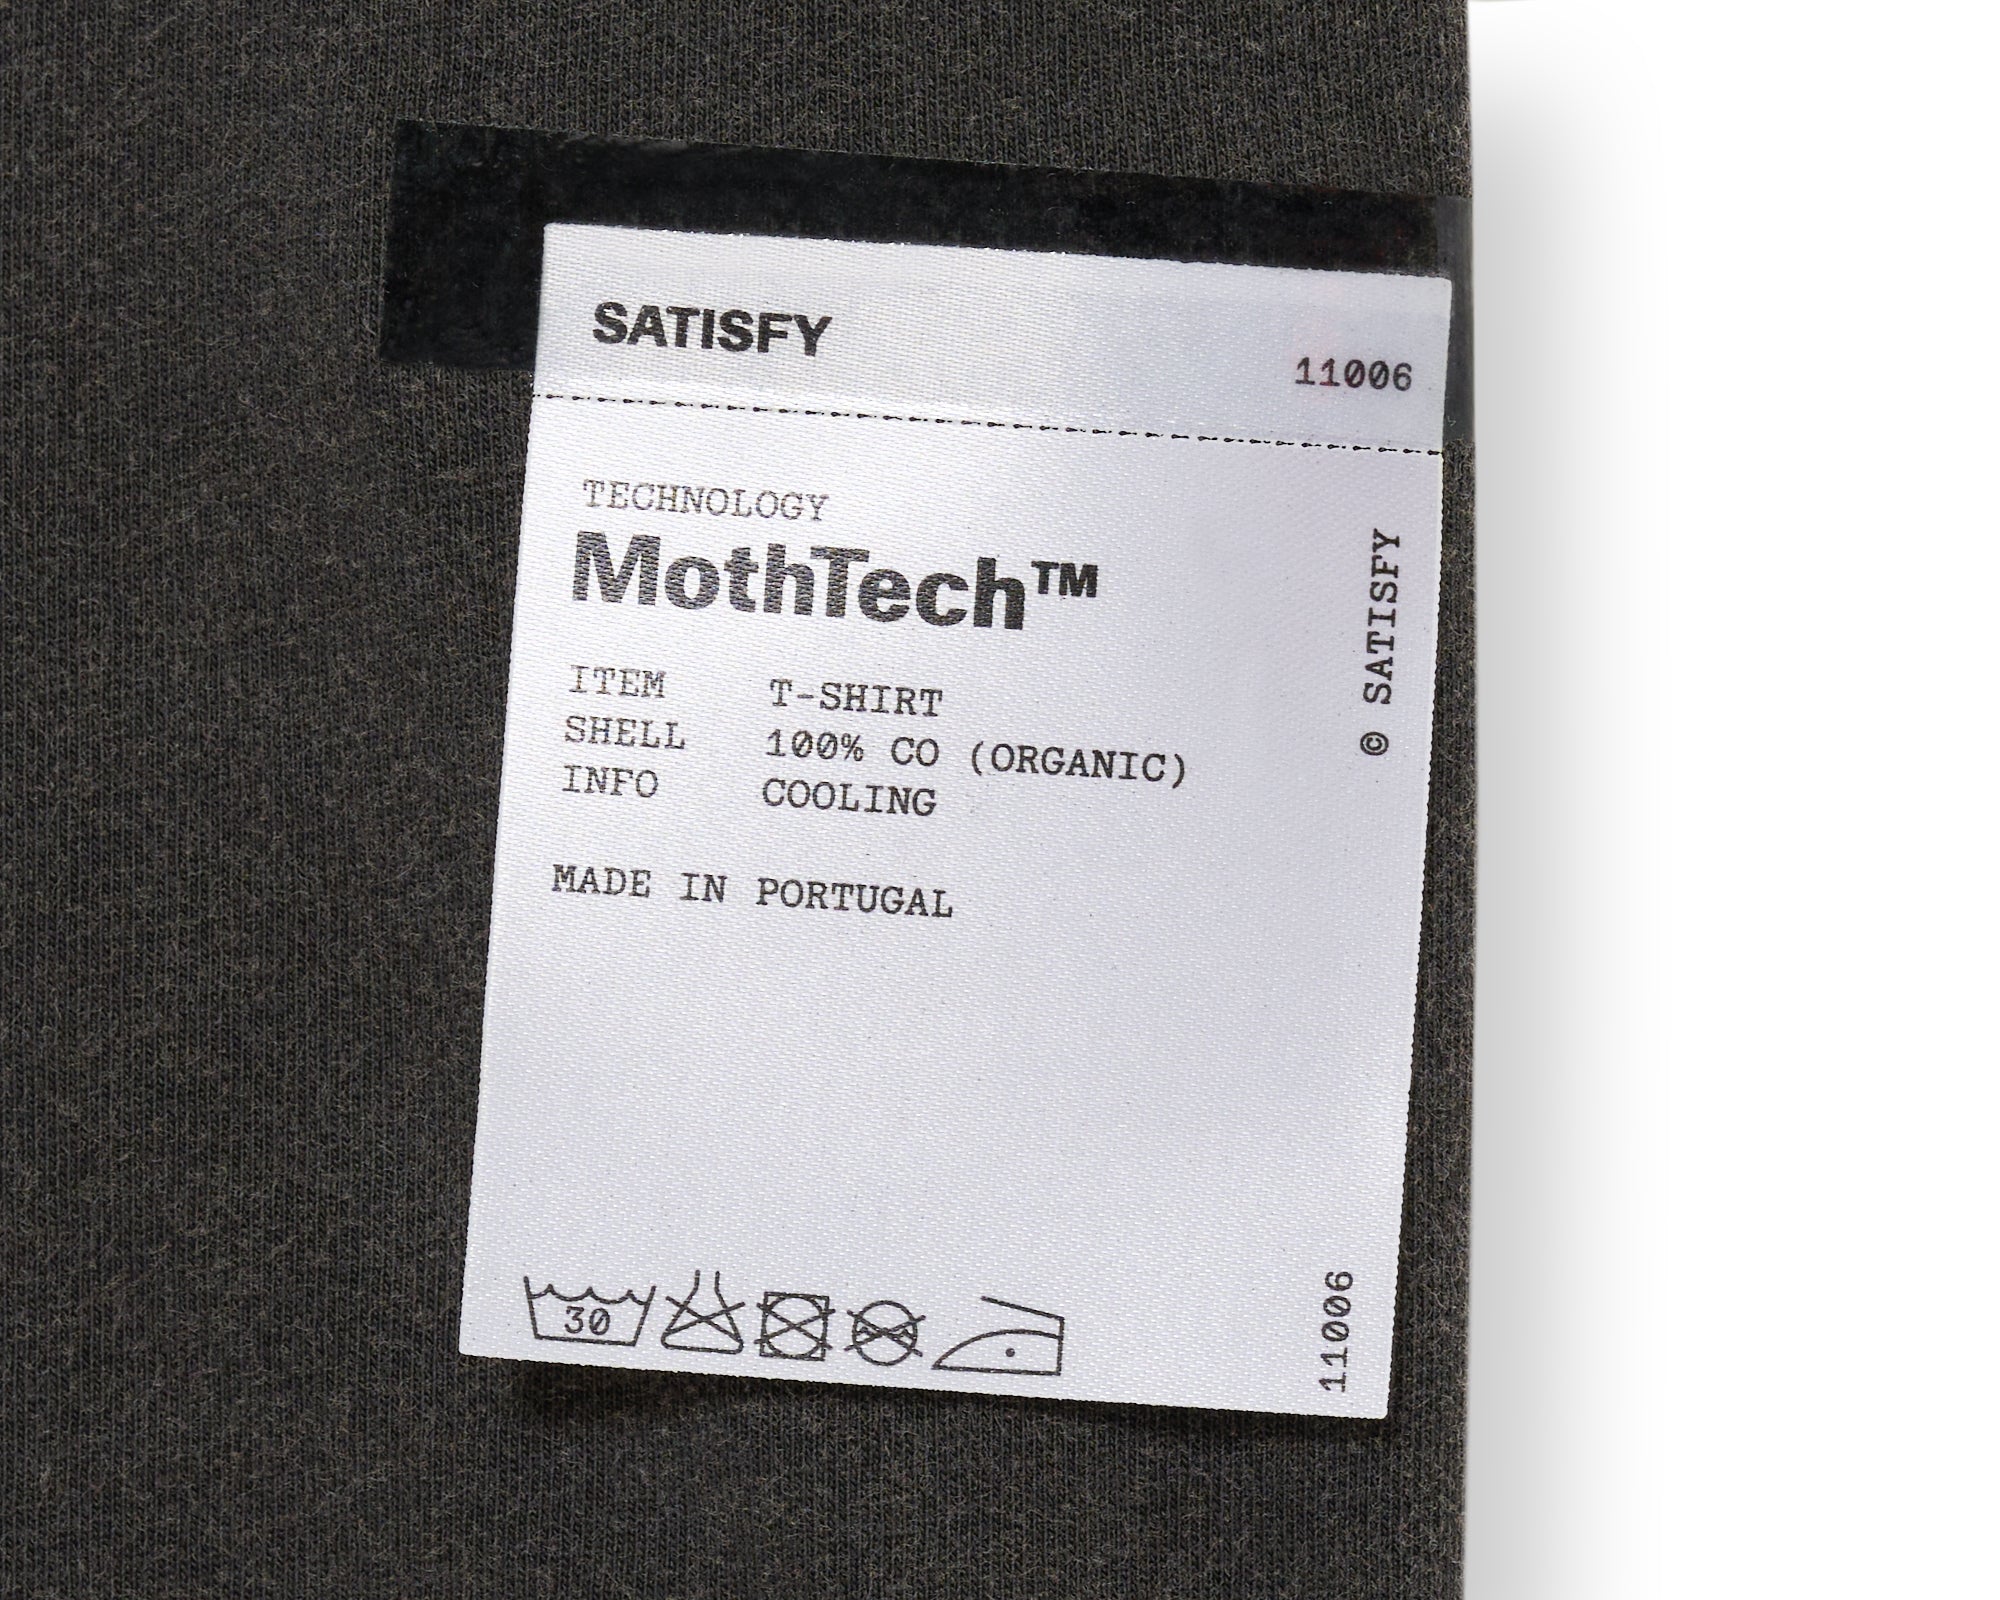 SATISFY
11006
TECHNOLOGY
MothTech™
ITEM T-SHIRT
SHELL 100% CO (ORGANIC)
INFO COOLING
MADE IN PORTUGAL
© SATISFY
30
11006